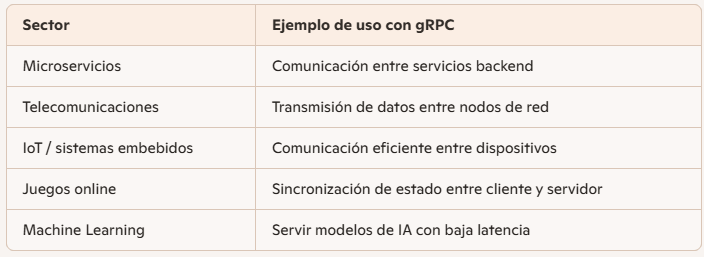 Sector Ejemplo de uso con gRPC
Microservicios Comunicación entre servicios backend
Telecomunicaciones Transmisión de datos entre nodos de red
IoT / sistemas embebidos Comunicación eficiente entre dispositivos
Juegos online Sincronización de estado entre cliente y servidor
Machine Learning Servir modelos de IA con baja latencia